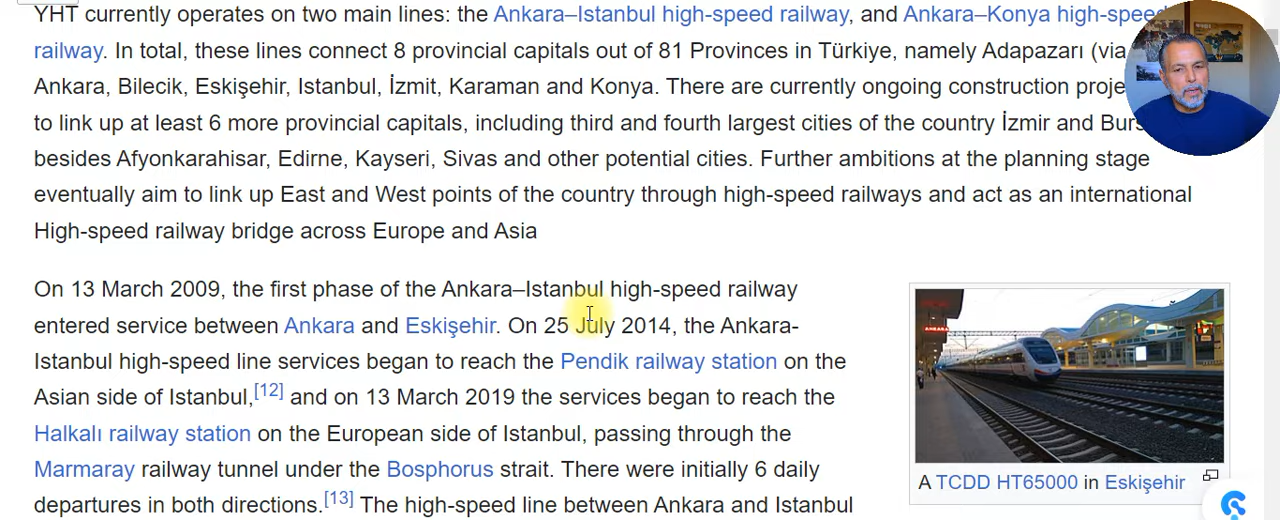 YHT currently operates on two main lines: the Ankara–Istanbul high-speed railway, and Ankara–Konya high-speed
railway. In total, these lines connect 8 provincial capitals out of 81 Provinces in Türkiye, namely Adapazarı (via
Ankara, Bilecik, Eskişehir, Istanbul, İzmit, Karaman and Konya. There are currently ongoing construction proje
to link up at least 6 more provincial capitals, including third and fourth largest cities of the country İzmir and Burs
besides Afyonkarahisar, Edirne, Kayseri, Sivas and other potential cities. Further ambitions at the planning stage
eventually aim to link up East and West points of the country through high-speed railways and act as an international
High-speed railway bridge across Europe and Asia
On 13 March 2009, the first phase of the Ankara–Istanbul high-speed railway
entered service between Ankara and Eskişehir. On 25 July 2014, the Ankara-
Istanbul high-speed line services began to reach the Pendik railway station on the
Asian side of Istanbul,[12] and on 13 March 2019 the services began to reach the
Halkalı railway station on the European side of Istanbul, passing through the
Marmaray railway tunnel under the Bosphorus strait. There were initially 6 daily
departures in both directions.[13] The high-speed line between Ankara and Istanbul
A TCDD HT65000 in Eskişehir